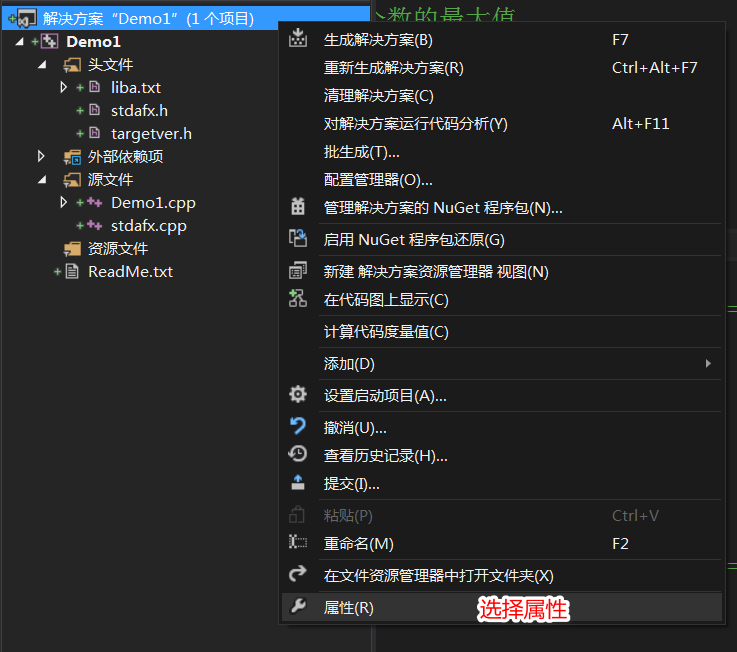 解决方案 "Demo1" (1 个项目)
Demo1
头文件
liba.txt
stdafx.h
targetver.h
外部依赖项
源文件
Demo1.cpp
stdafx.cpp
资源文件
ReadMe.txt
个数的最大值
生成解决方案(B) F7
重新生成解决方案(R) Ctrl+Alt+F7
清理解决方案(C)
对解决方案运行代码分析(Y) Alt+F11
批生成(T)...
配置管理器(O)...
管理解决方案的 NuGet 程序包(N)...
启用 NuGet 程序包还原(G)
新建 解决方案资源管理器 视图(N)
在代码图上显示(C)
计算代码度量值(C)
添加(D)
设置启动项目(A)...
撤消(U)...
查看历史记录(H)...
提交(I)...
粘贴(P) Ctrl+V
重命名(M) F2
在文件资源管理器中打开文件夹(X)
属性(R) 选择属性